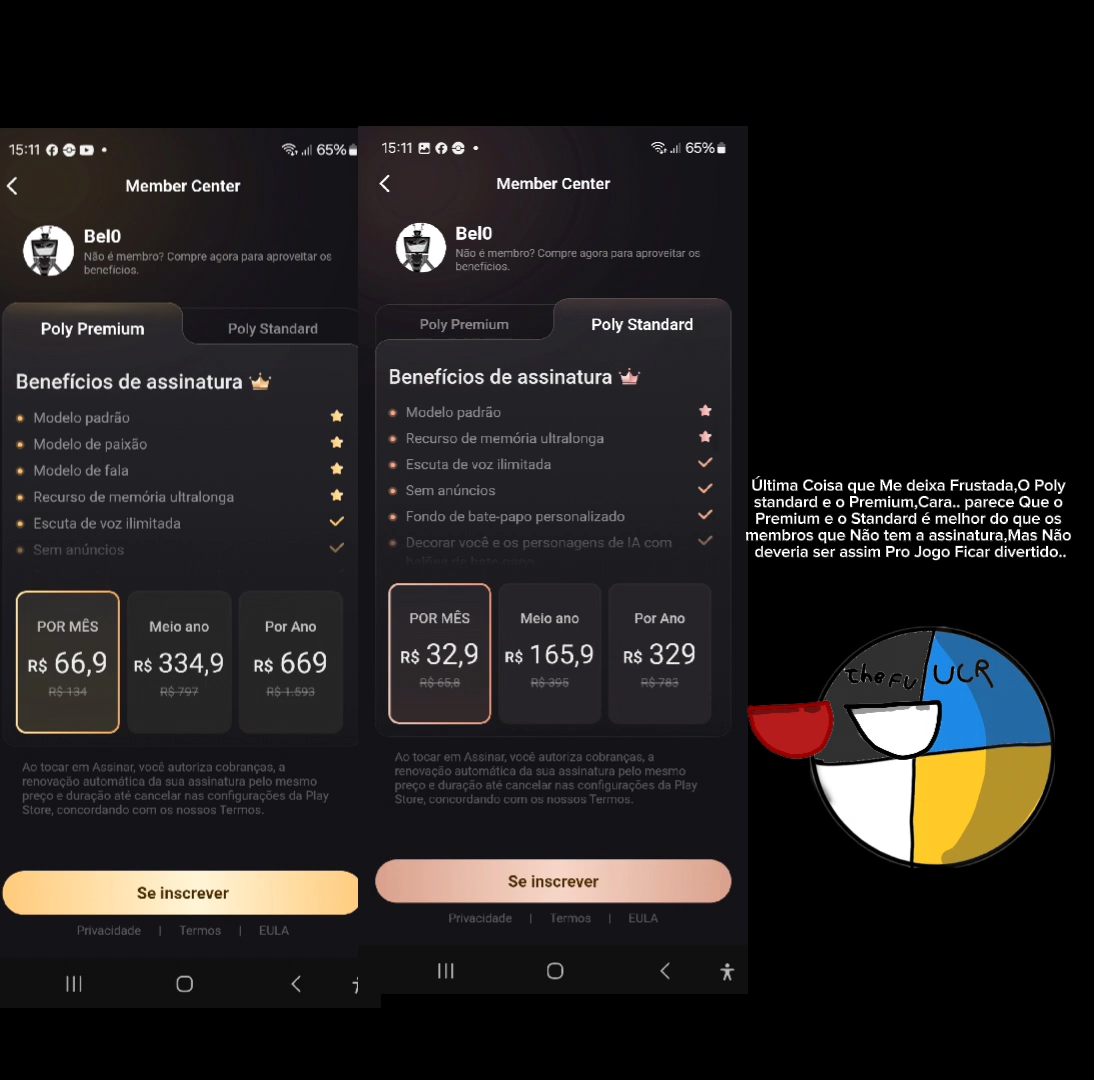 15:11
65%
Member Center
Bel0
Não é membro? Compre agora para aproveitar os
benefícios.
Poly Premium
Poly Standard
Benefícios de assinatura
Modelo padrão
Modelo de paixão
Modelo de fala
Recurso de memória ultralonga
Escuta de voz ilimitada
Sem anúncios
POR MÊS
R$ 66,9
R$ 134
Meio ano
R$ 334,9
R$ 797
Por Ano
R$ 669
R$ 1.593
Ao tocar em Assinar, você autoriza cobranças, a
renovação automática da sua assinatura pelo mesmo
preço e duração até cancelar nas configurações da Play
Store, concordando com os nossos Termos.
Se inscrever
Privacidade | Termos | EULA
15:11
65%
Member Center
Bel0
Não é membro? Compre agora para aproveitar os
benefícios.
Poly Premium
Poly Standard
Benefícios de assinatura
Modelo padrão
Recurso de memória ultralonga
Escuta de voz ilimitada
Sem anúncios
Fondo de bate-papo personalizado
Decorar você e os personagens de IA com
POR MÊS
R$ 32,9
R$ 65,8
Meio ano
R$ 165,9
R$ 395
Por Ano
R$ 329
R$ 783
Ao tocar em Assinar, você autoriza cobranças, a
renovação automática da sua assinatura pelo mesmo
preço e duração até cancelar nas configurações da Play
Store, concordando com os nossos Termos.
Se inscrever
Privacidade | Termos | EULA
Última Coisa que Me deixa Frustada,O Poly
standard e o Premium,Cara.. parece Que o
Premium e o Standard é melhor do que os
membros que Não tem a assinatura,Mas Não
deveria ser assim Pro Jogo Ficar divertido..
the fu UCR